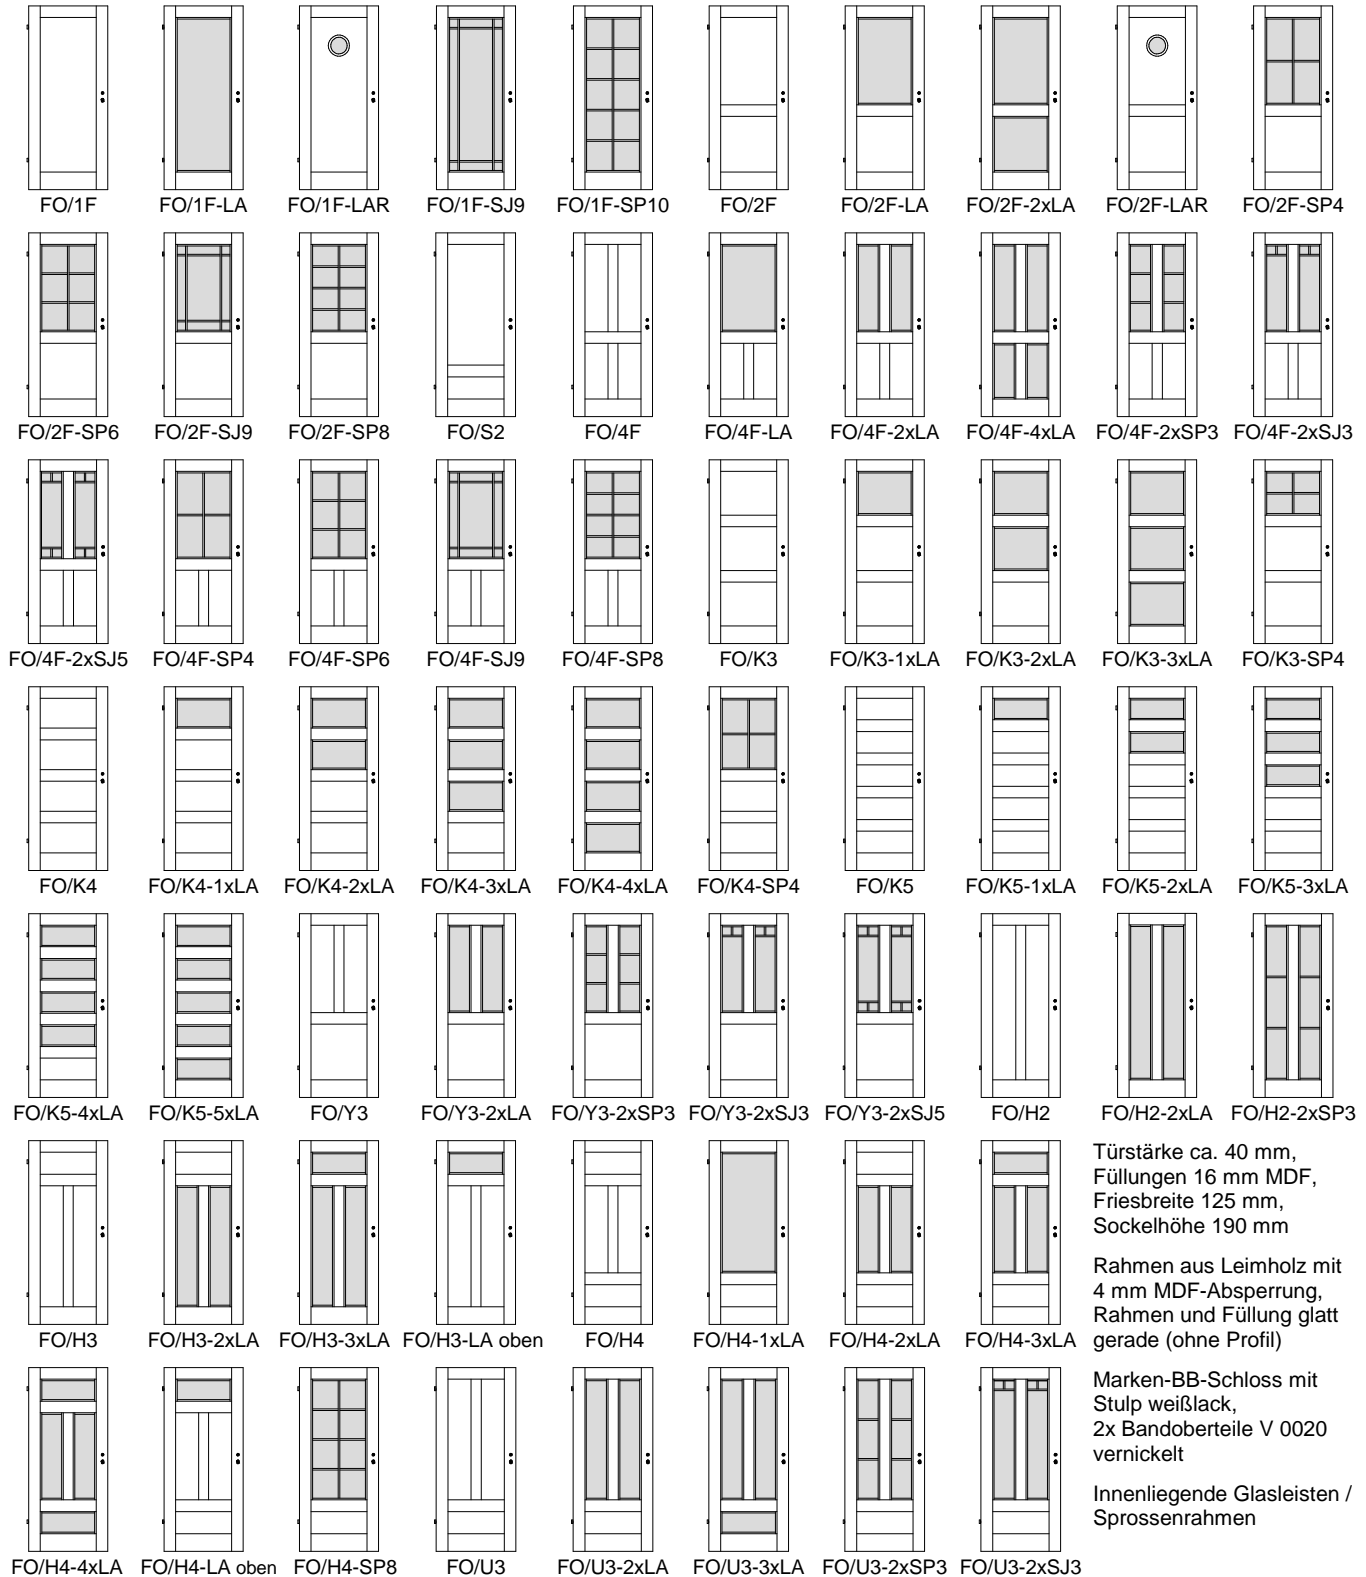 FO/1F FO/1F-LA FO/1F-LAR FO/1F-SJ9 FO/1F-SP10 FO/2F FO/2F-LA FO/2F-2xLA FO/2F-LAR FO/2F-SP4
FO/2F-SP6 FO/2F-SJ9 FO/2F-SP8 FO/S2 FO/4F FO/4F-LA FO/4F-2xLA FO/4F-4xLA FO/4F-2xSP3 FO/4F-2xSJ3
FO/4F-2xSJ5 FO/4F-SP4 FO/4F-SP6 FO/4F-SJ9 FO/4F-SP8 FO/K3 FO/K3-1xLA FO/K3-2xLA FO/K3-3xLA FO/K3-SP4
FO/K4 FO/K4-1xLA FO/K4-2xLA FO/K4-3xLA FO/K4-4xLA FO/K4-SP4 FO/K5 FO/K5-1xLA FO/K5-2xLA FO/K5-3xLA
FO/K5-4xLA FO/K5-5xLA FO/Y3 FO/Y3-2xLA FO/Y3-2xSP3 FO/Y3-2xSJ3 FO/Y3-2xSJ5 FO/H2 FO/H2-2xLA FO/H2-2xSP3
FO/H3 FO/H3-2xLA FO/H3-3xLA FO/H3-LA oben FO/H4 FO/H4-1xLA FO/H4-2xLA FO/H4-3xLA
Türstärke ca. 40 mm,
Füllungen 16 mm MDF,
Friesbreite 125 mm,
Sockelhöhe 190 mm
Rahmen aus Leimholz mit
4 mm MDF-Absperrung,
Rahmen und Füllung glatt
gerade (ohne Profil)
Marken-BB-Schloss mit
Stulp weißlack,
2x Bandoberteile V 0020
vernickelt
Innenliegende Glasleisten /
Sprossenrahmen
FO/H4-4xLA FO/H4-LA oben FO/H4-SP8 FO/U3 FO/U3-2xLA FO/U3-3xLA FO/U3-2xSP3 FO/U3-2xSJ3